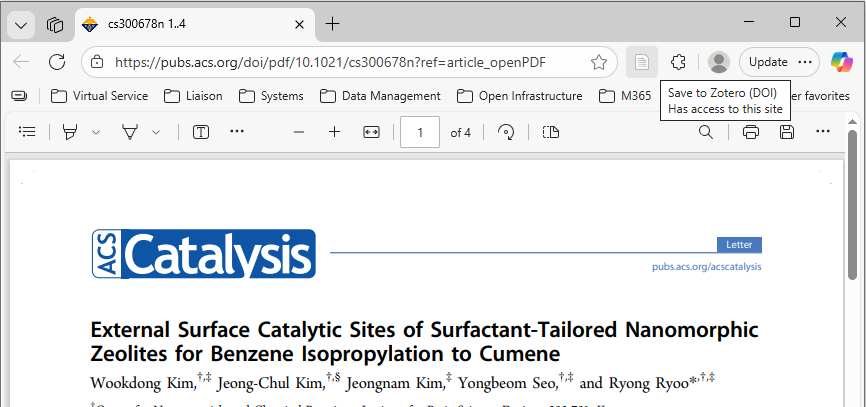 cs300678n 1..4
https://pubs.acs.org/doi/pdf/10.1021/cs300678n?ref=article_openPDF
Update
Virtual Service Liaison Systems Data Management Open Infrastructure M365 er favorites
Save to Zotero (DOI)
Has access to this site
1 of 4
ACS Catalysis
Letter
pubs.acs.org/acscatalysis
External Surface Catalytic Sites of Surfactant-Tailored Nanomorphic
Zeolites for Benzene Isopropylation to Cumene
Wookdong Kim,†,‡ Jeong-Chul Kim,†,§ Jeongnam Kim,‡ Yongbeom Seo,†,‡ and Ryong Ryoo*,†,‡